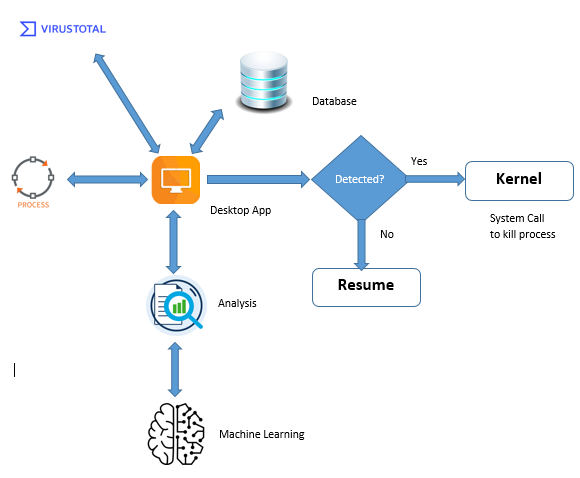 VIRUSTOTAL
Database
Detected?
Yes
Kernel
PROCESS
Desktop App
System Call
to kill process
No
Resume
Analysis
Machine Learning